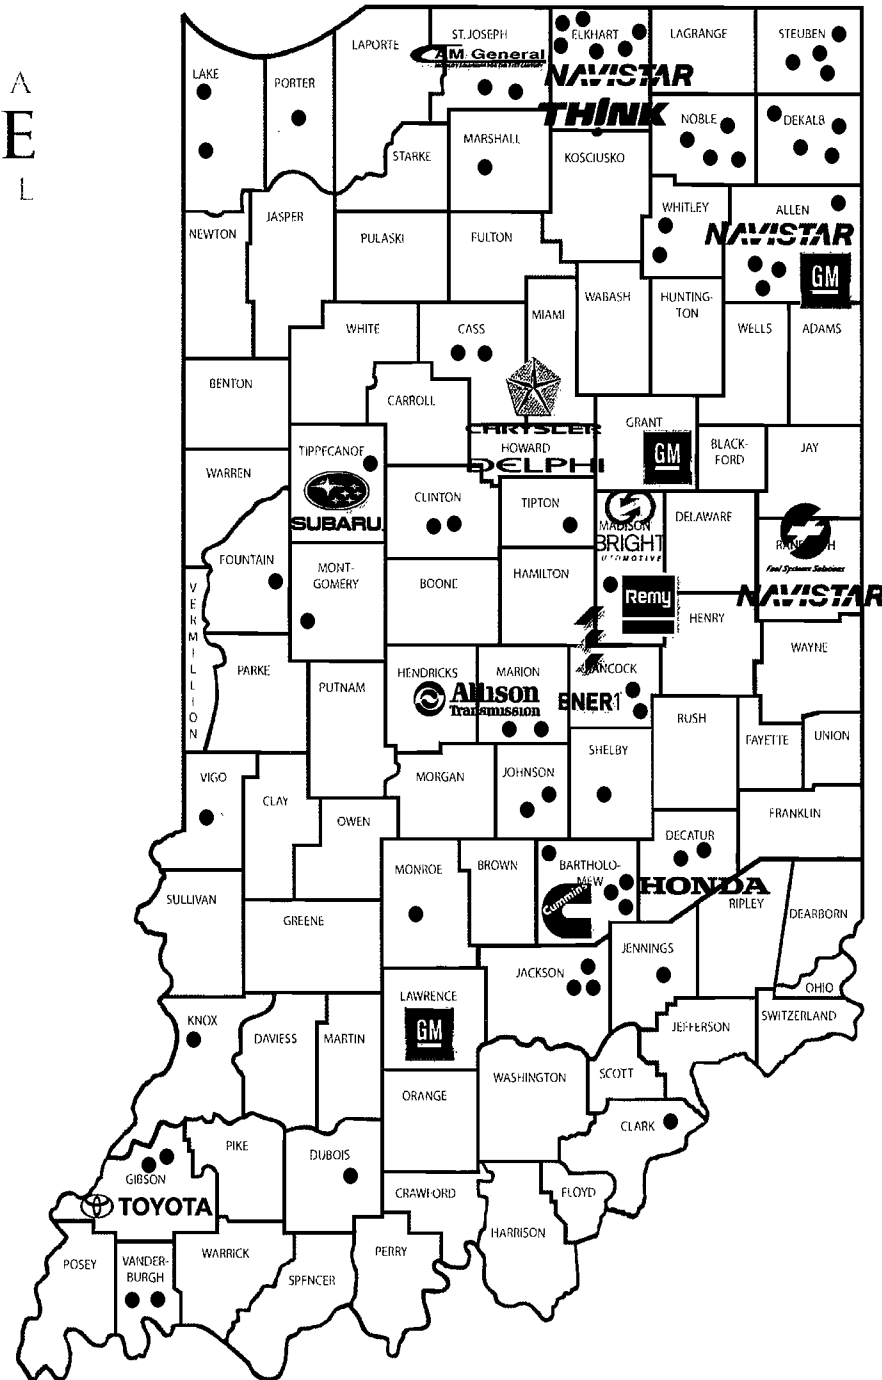 A
E
L
LAPORTE
ST. JOSEPH
ELKHART
LAGRANGE
STEUBEN
AM General
LAKE
PORTER
NAVISTAR
THINK
NOBLE
DEKALB
MARSHALL
STARKE
KOSCIUSKO
WHITLEY
ALLEN
NEWTON
JASPER
PULASKI
FULTON
NAVISTAR
GM
WABASH
HUNTING-
TON
MIAMI
WHITE
CASS
WELLS
ADAMS
BENTON
CARROLL
CHRYSLER
HOWARD
DELPHI
GRANT
GM
BLACK-
FORD
JAY
TIPPECANOE
WARREN
SUBARU
CLINTON
TIPTON
MADISON
BRIGHT
AUTOMOTIVE
DELAWARE
RANDOLPH
Fuel Systems Solutions
NAVISTAR
FOUNTAIN
MONT-
GOMERY
BOONE
HAMILTON
Remy
HENRY
VERMILLION
PARKE
PUTNAM
HENDRICKS
MARION
HANCOCK
WAYNE
Allison
Transmission
ENER1
RUSH
FAYETTE
UNION
VIGO
CLAY
MORGAN
JOHNSON
SHELBY
OWEN
DECATUR
FRANKLIN
MONROE
BROWN
BARTHOLO-
MEW
Cummins
HONDA
RIPLEY
DEARBORN
SULLIVAN
GREENE
JACKSON
JENNINGS
OHIO
LAWRENCE
GM
KNOX
DAVIESS
MARTIN
JEFFERSON
SWITZERLAND
WASHINGTON
SCOTT
ORANGE
CLARK
PIKE
DUBOIS
GIBSON
TOYOTA
CRAWFORD
FLOYD
HARRISON
POSEY
VANDER-
BURGH
WARRICK
SPENCER
PERRY